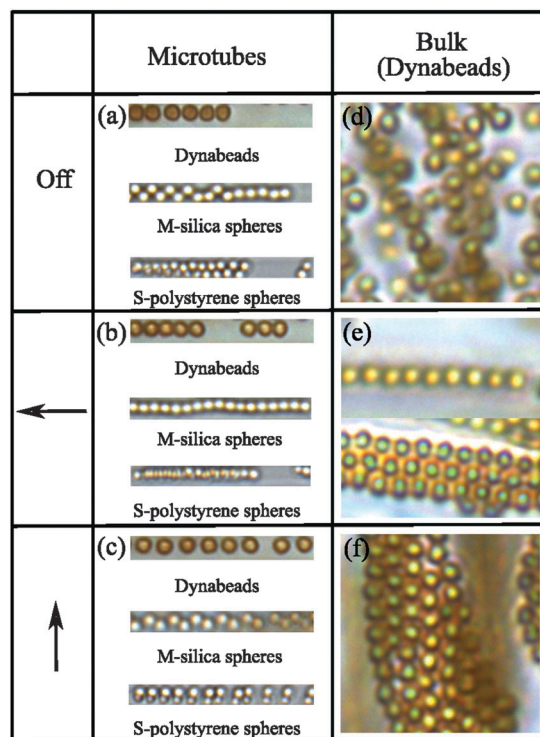 Microtubes
Bulk
(Dynabeads)
Off
(a)
Dynabeads
M-silica spheres
S-polystyrene spheres
(d)
(b)
Dynabeads
M-silica spheres
S-polystyrene spheres
(e)
(c)
Dynabeads
M-silica spheres
S-polystyrene spheres
(f)